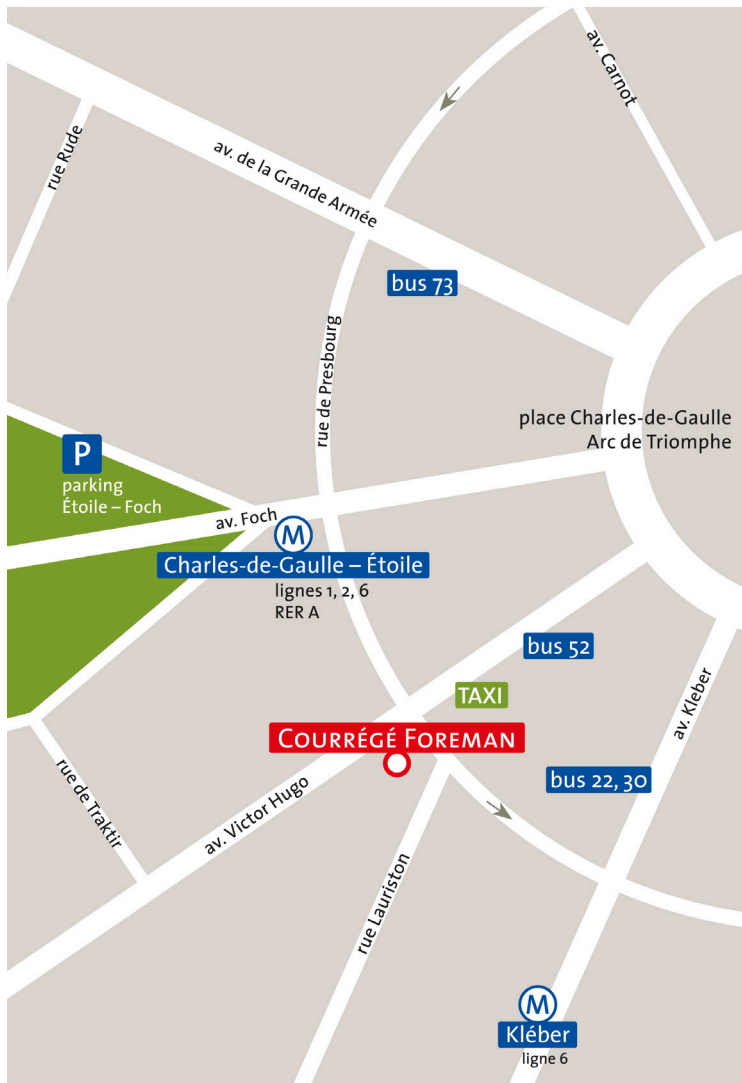 av. Carnot
rue Rude
av. de la Grande Armée
bus 73
rue de Presbourg
place Charles-de-Gaulle
Arc de Triomphe
P
parking
Étoile – Foch
av. Foch
M
Charles-de-Gaulle – Étoile
lignes 1, 2, 6
RER A
bus 52
TAXI
av. Kleber
COURRÉGÉ FOREMAN
bus 22, 30
rue de Traktir
av. Victor Hugo
rue Lauriston
M
Kléber
ligne 6